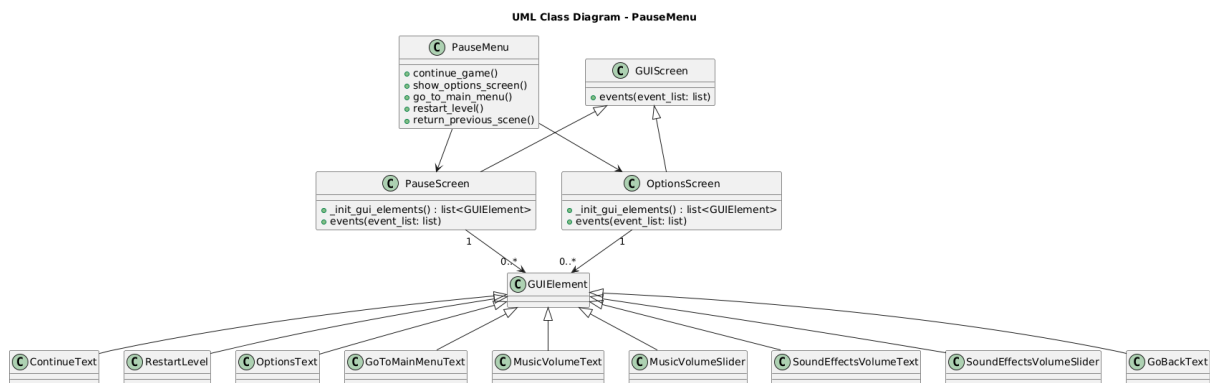 UML Class Diagram - PauseMenu
C PauseMenu
continue_game()
show_options_screen()
go_to_main_menu()
restart_level()
return_previous_scene()
C GUIScreen
events(event_list: list)
C PauseScreen
_init_gui_elements() : list<GUIElement>
events(event_list: list)
C OptionsScreen
_init_gui_elements() : list<GUIElement>
events(event_list: list)
1
0..*
1
0..*
C GUIElement
C ContinueText
C RestartLevel
C OptionsText
C GoToMainMenuText
C MusicVolumeText
C MusicVolumeSlider
C SoundEffectsVolumeText
C SoundEffectsVolumeSlider
C GoBackText